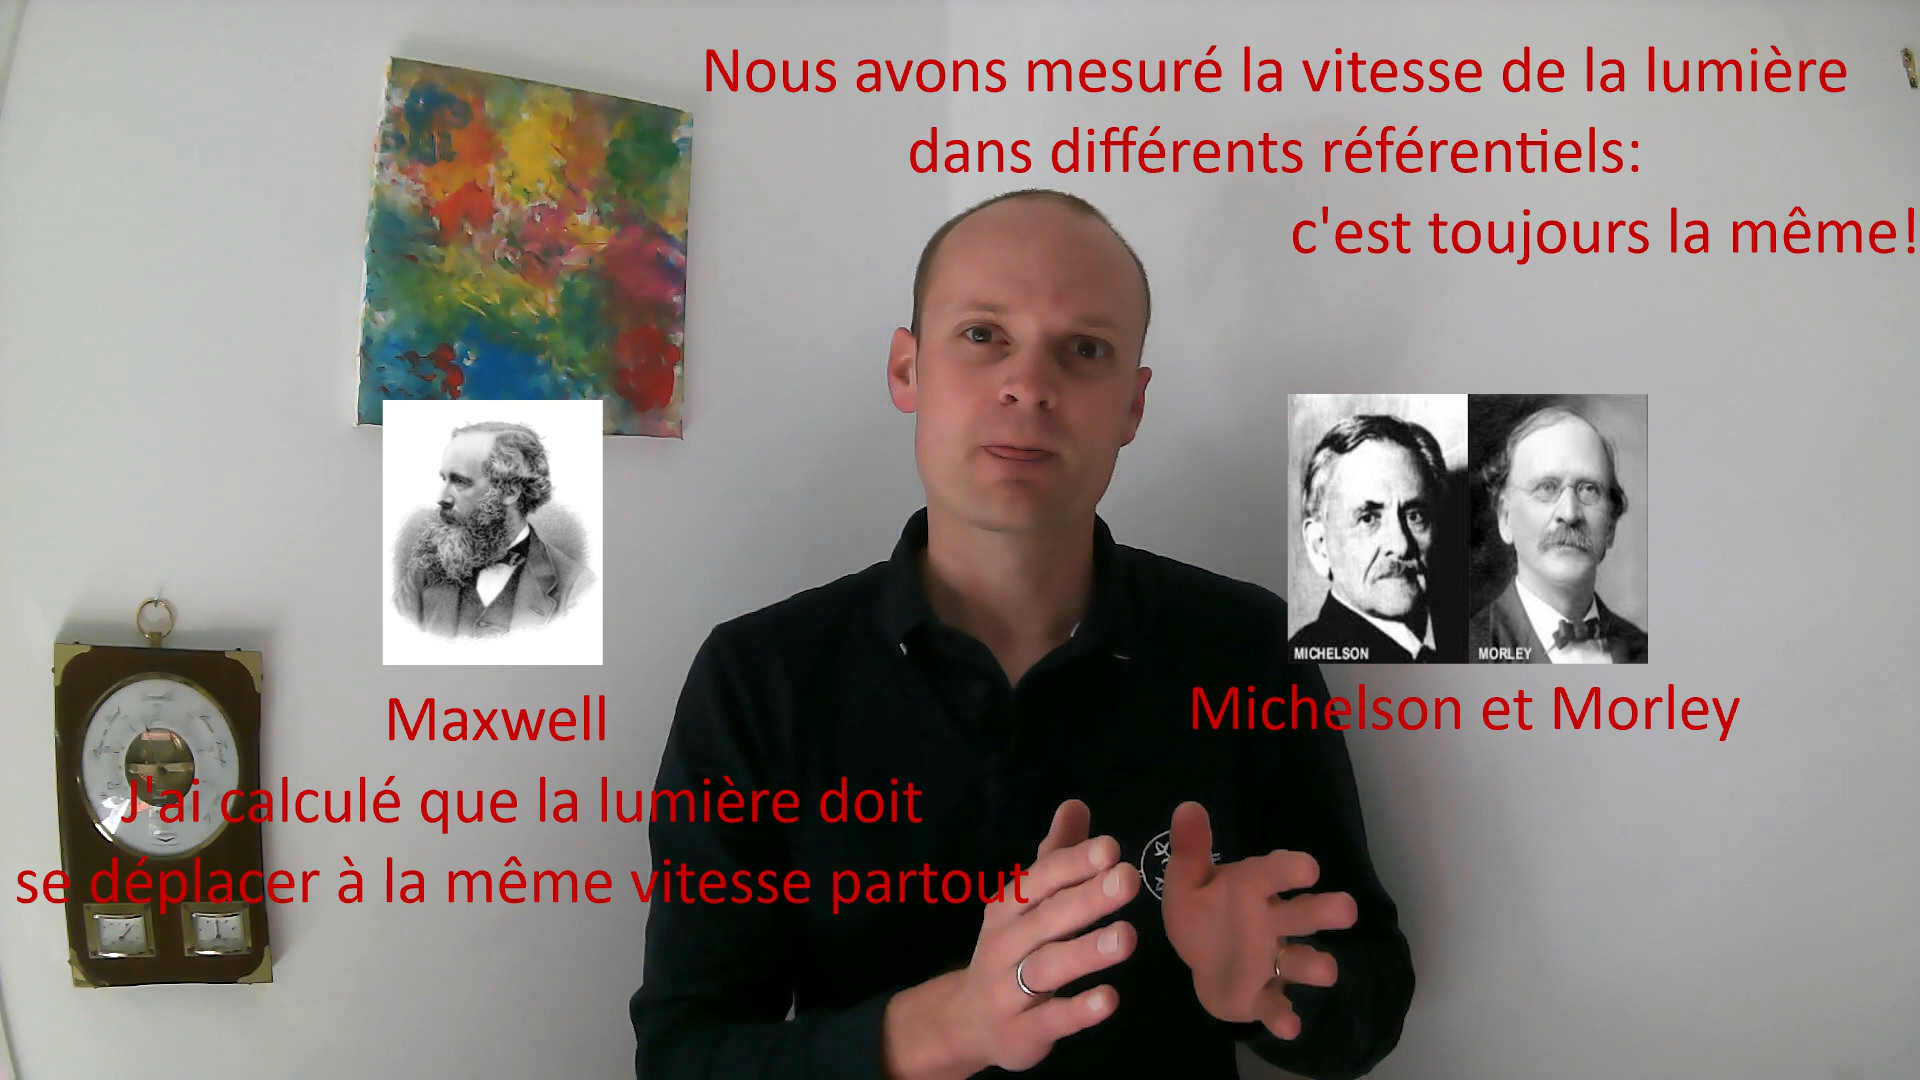 Nous avons mesuré la vitesse de la lumière
dans différents référentiels:
c'est toujours la même!
MICHELSON
MORLEY
Maxwell
Michelson et Morley
J'ai calculé que la lumière doit
se déplacer à la même vitesse partout